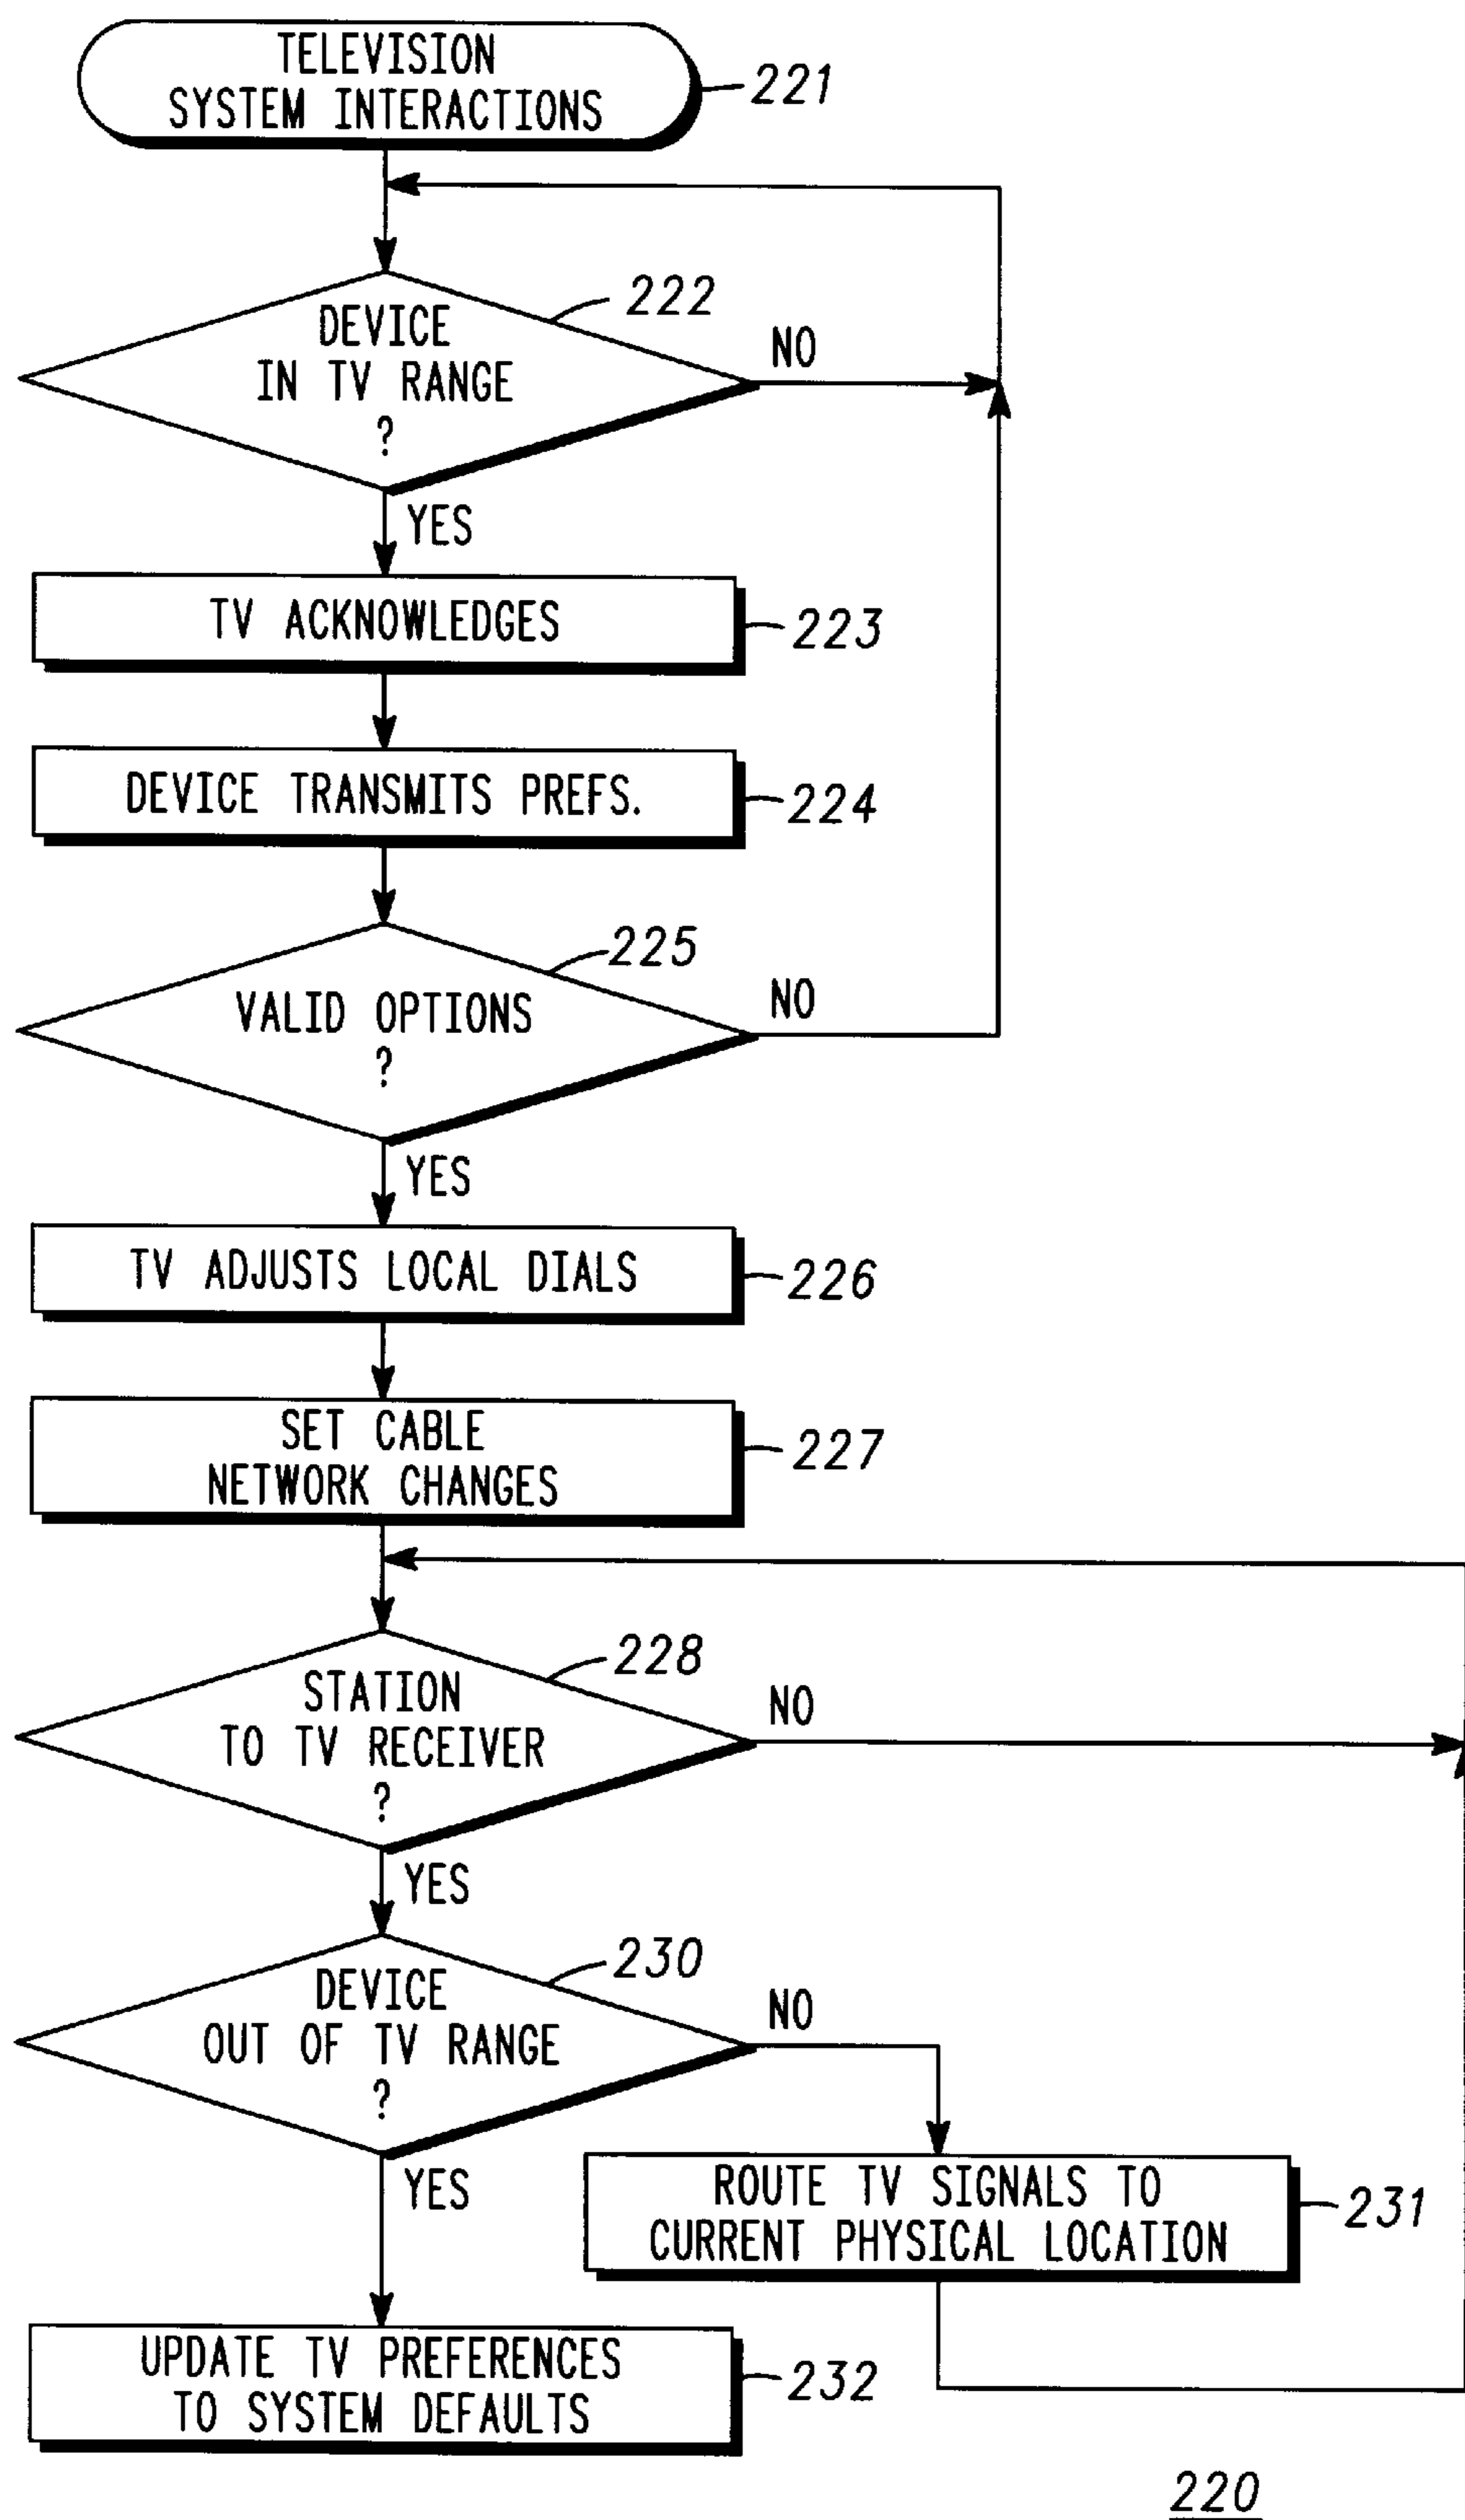 TELEVISION
SYSTEM INTERACTIONS
221
DEVICE
IN TV RANGE
?
222
NO
YES
TV ACKNOWLEDGES
223
DEVICE TRANSMITS PREFS.
224
VALID OPTIONS
?
225
NO
YES
TV ADJUSTS LOCAL DIALS
226
SET CABLE
NETWORK CHANGES
227
STATION
TO TV RECEIVER
?
228
NO
YES
DEVICE
OUT OF TV RANGE
?
230
NO
YES
ROUTE TV SIGNALS TO
CURRENT PHYSICAL LOCATION
231
UPDATE TV PREFERENCES
TO SYSTEM DEFAULTS
232
220